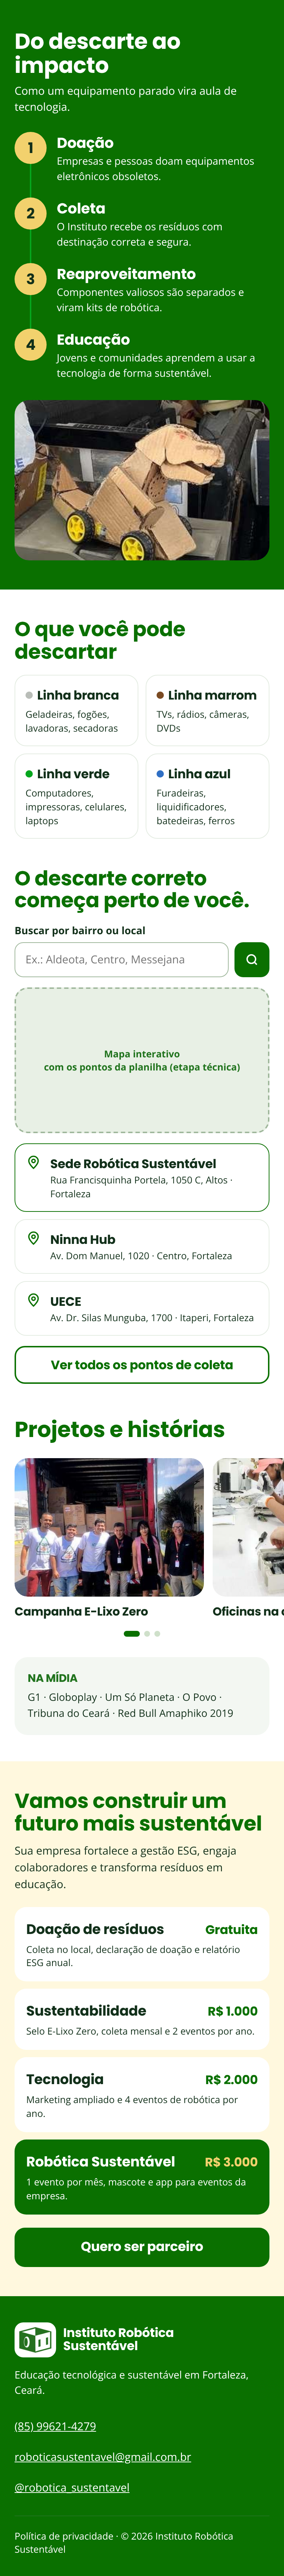 Do descarte ao
impacto
Como um equipamento parado vira aula de
tecnologia.
1
Doação
Empresas e pessoas doam equipamentos
eletrônicos obsoletos.
2
Coleta
O Instituto recebe os resíduos com
destinação correta e segura.
3
Reaproveitamento
Componentes valiosos são separados e
viram kits de robótica.
4
Educação
Jovens e comunidades aprendem a usar a
tecnologia de forma sustentável.
O que você pode
descartar
Linha branca
Geladeiras, fogões,
lavadoras, secadoras
Linha marrom
TVs, rádios, câmeras,
DVDs
Linha verde
Computadores,
impressoras, celulares,
laptops
Linha azul
Furadeiras,
liquidificadores,
batedeiras, ferros
O descarte correto
começa perto de você.
Buscar por bairro ou local
Ex.: Aldeota, Centro, Messejana
Mapa interativo
com os pontos da planilha (etapa técnica)
Sede Robótica Sustentável
Rua Francisquinha Portela, 1050 C, Altos ·
Fortaleza
Ninna Hub
Av. Dom Manuel, 1020 · Centro, Fortaleza
UECE
Av. Dr. Silas Munguba, 1700 · Itaperi, Fortaleza
Ver todos os pontos de coleta
Projetos e histórias
Campanha E-Lixo Zero
Oficinas na
NA MÍDIA
G1 · Globoplay · Um Só Planeta · O Povo ·
Tribuna do Ceará · Red Bull Amaphiko 2019
Vamos construir um
futuro mais sustentável
Sua empresa fortalece a gestão ESG, engaja
colaboradores e transforma resíduos em
educação.
Doação de resíduos
Gratuita
Coleta no local, declaração de doação e relatório
ESG anual.
Sustentabilidade
R$ 1.000
Selo E-Lixo Zero, coleta mensal e 2 eventos por ano.
Tecnologia
R$ 2.000
Marketing ampliado e 4 eventos de robótica por
ano.
Robótica Sustentável
R$ 3.000
1 evento por mês, mascote e app para eventos da
empresa.
Quero ser parceiro
Instituto Robótica
Sustentável
Educação tecnológica e sustentável em Fortaleza,
Ceará.
(85) 99621-4279
roboticasustentavel@gmail.com.br
@robotica_sustentavel
Política de privacidade · © 2026 Instituto Robótica
Sustentável